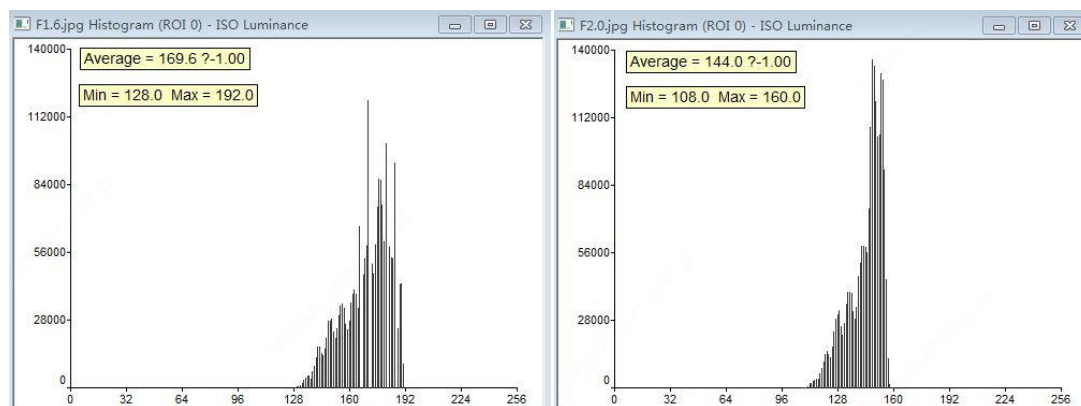 F1.6.jpg Histogram (ROI 0) - ISO Luminance
140000
Average = 169.6 ?-1.00
Min = 128.0 Max = 192.0
112000
84000
56000
28000
0
0 32 64 96 128 160 192 224 256
F2.0.jpg Histogram (ROI 0) - ISO Luminance
140000
Average = 144.0 ?-1.00
Min = 108.0 Max = 160.0
112000
84000
56000
28000
0
0 32 64 96 128 160 192 224 256